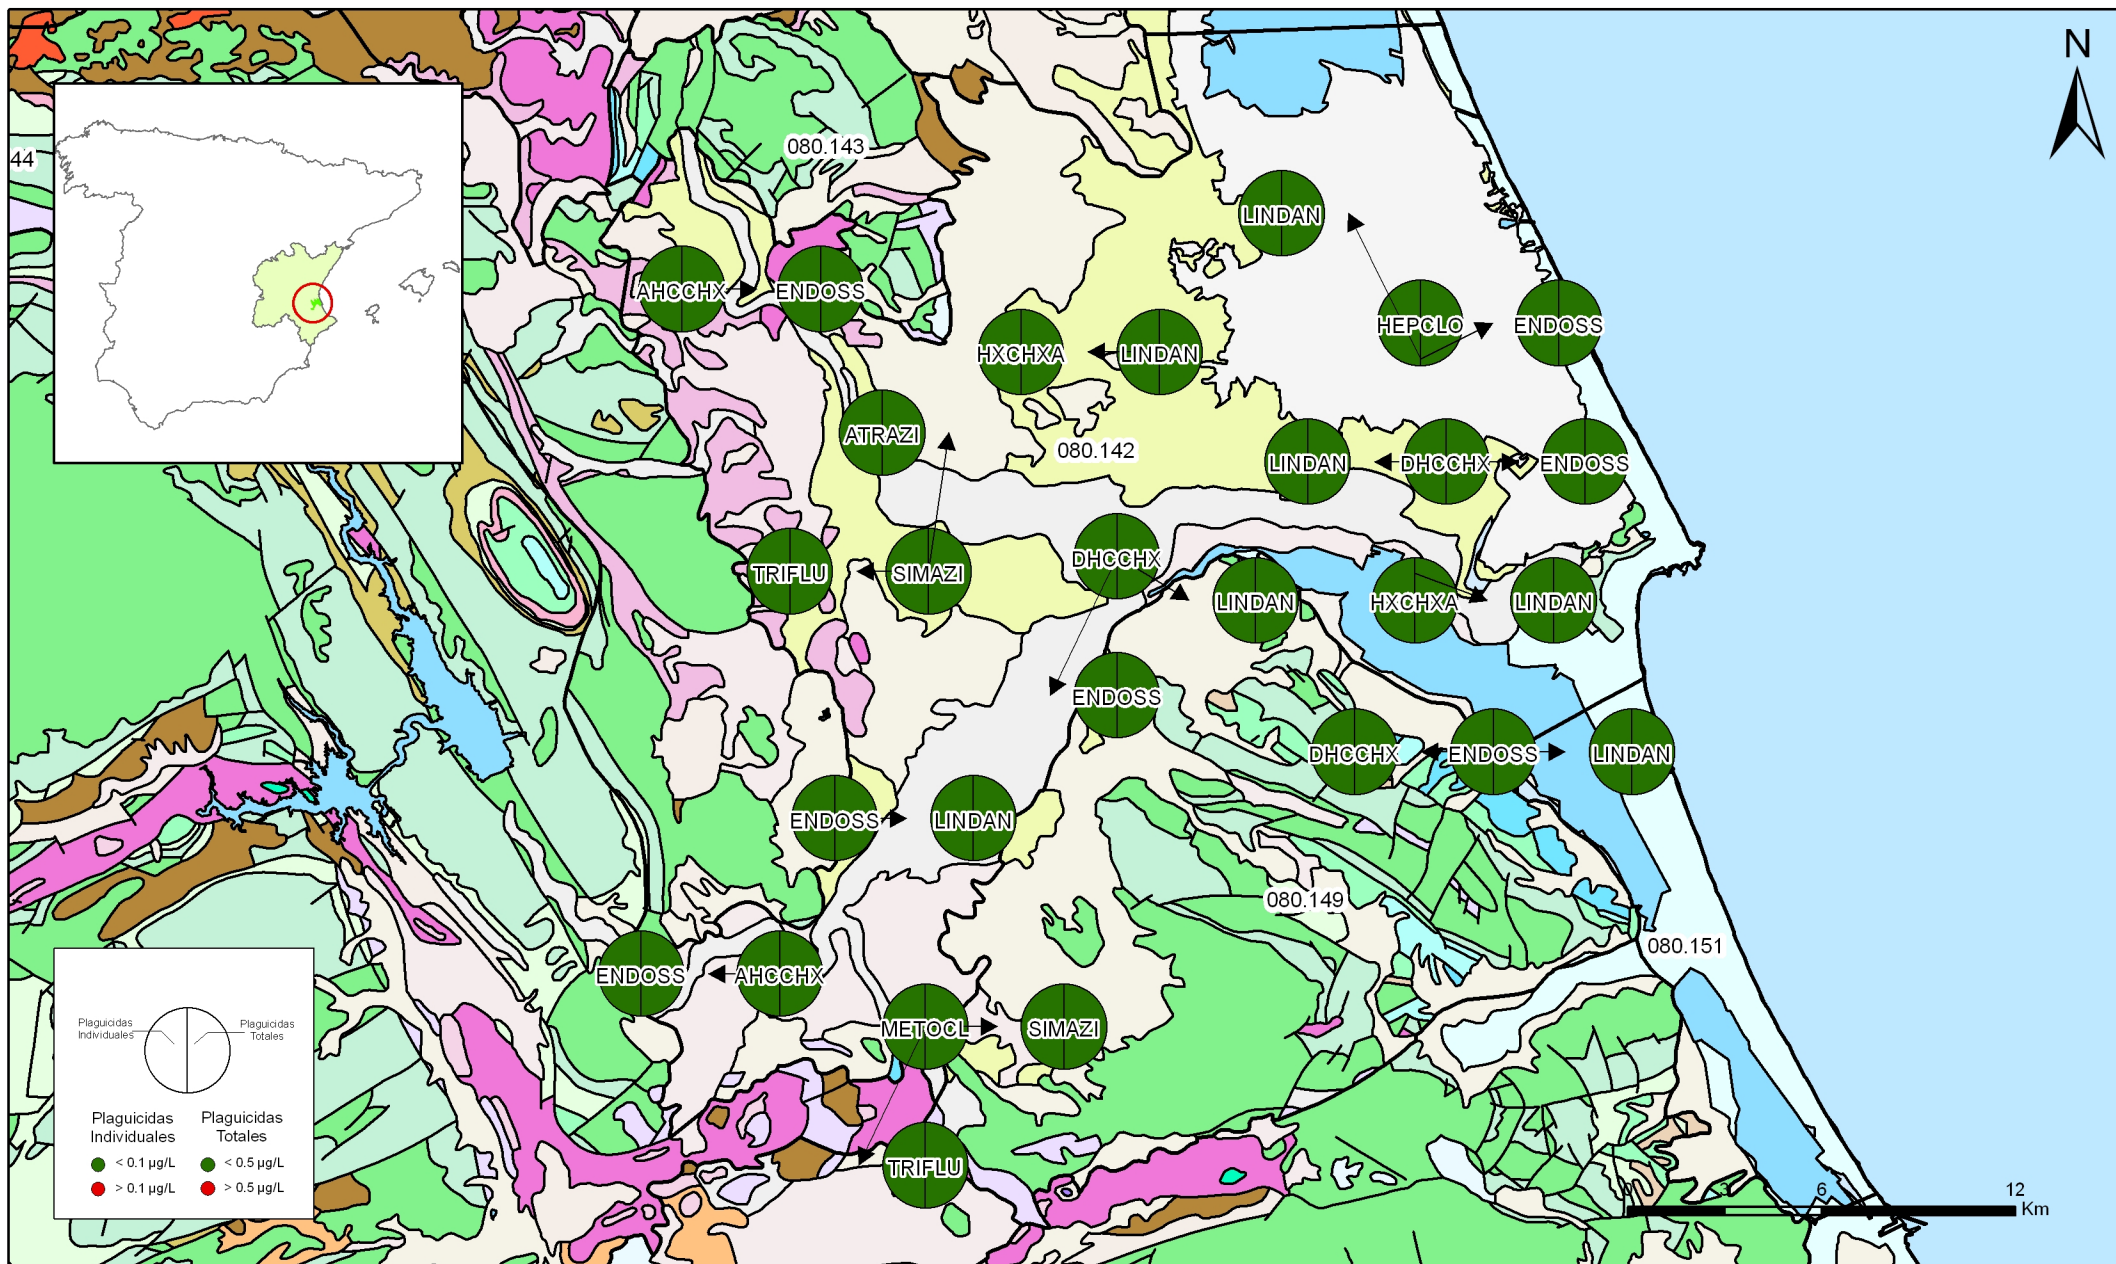 N
44
080.143
LINDAN
AHCCHX
ENDOSS
HEPCLO
ENDOSS
HXCHXA
LINDAN
ATRAZI
080.142
LINDAN
DHCCHX
ENDOSS
DHCCHX
TRIFLU
SIMAZI
LINDAN
HXCHXA
LINDAN
ENDOSS
DHCCHX
ENDOSS
LINDAN
ENDOSS
LINDAN
080.149
080.151
ENDOSS
AHCCHX
METOCL
SIMAZI
TRIFLU
Plaguicidas
Individuales
Plaguicidas
Totales
Plaguicidas
Individuales
Plaguicidas
Totales
< 0.1 µg/L
< 0.5 µg/L
> 0.1 µg/L
> 0.5 µg/L
0 3 6 12
Km